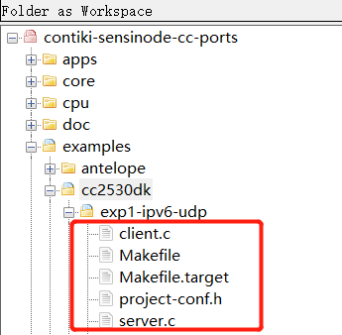 Folder as Workspace
contiki-sensinode-cc-ports
apps
core
cpu
doc
examples
antelope
cc2530dk
exp1-ipv6-udp
client.c
Makefile
Makefile.target
project-conf.h
server.c